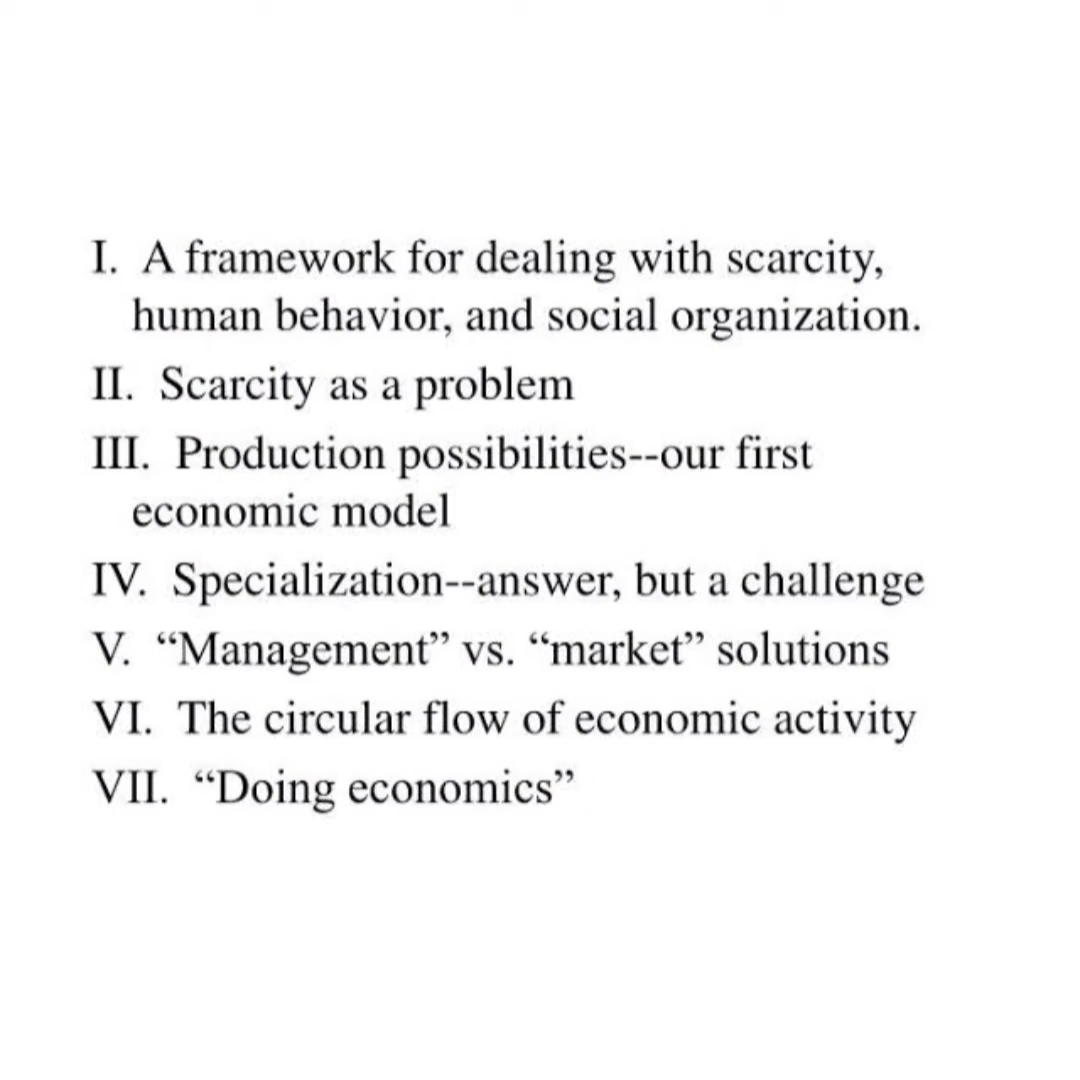 I. A framework for dealing with scarcity,
human behavior, and social organization.
II. Scarcity as a problem
III. Production possibilities--our first
economic model
IV. Specialization--answer, but a challenge
V. “Management” vs. “market” solutions
VI. The circular flow of economic activity
VII. “Doing economics”